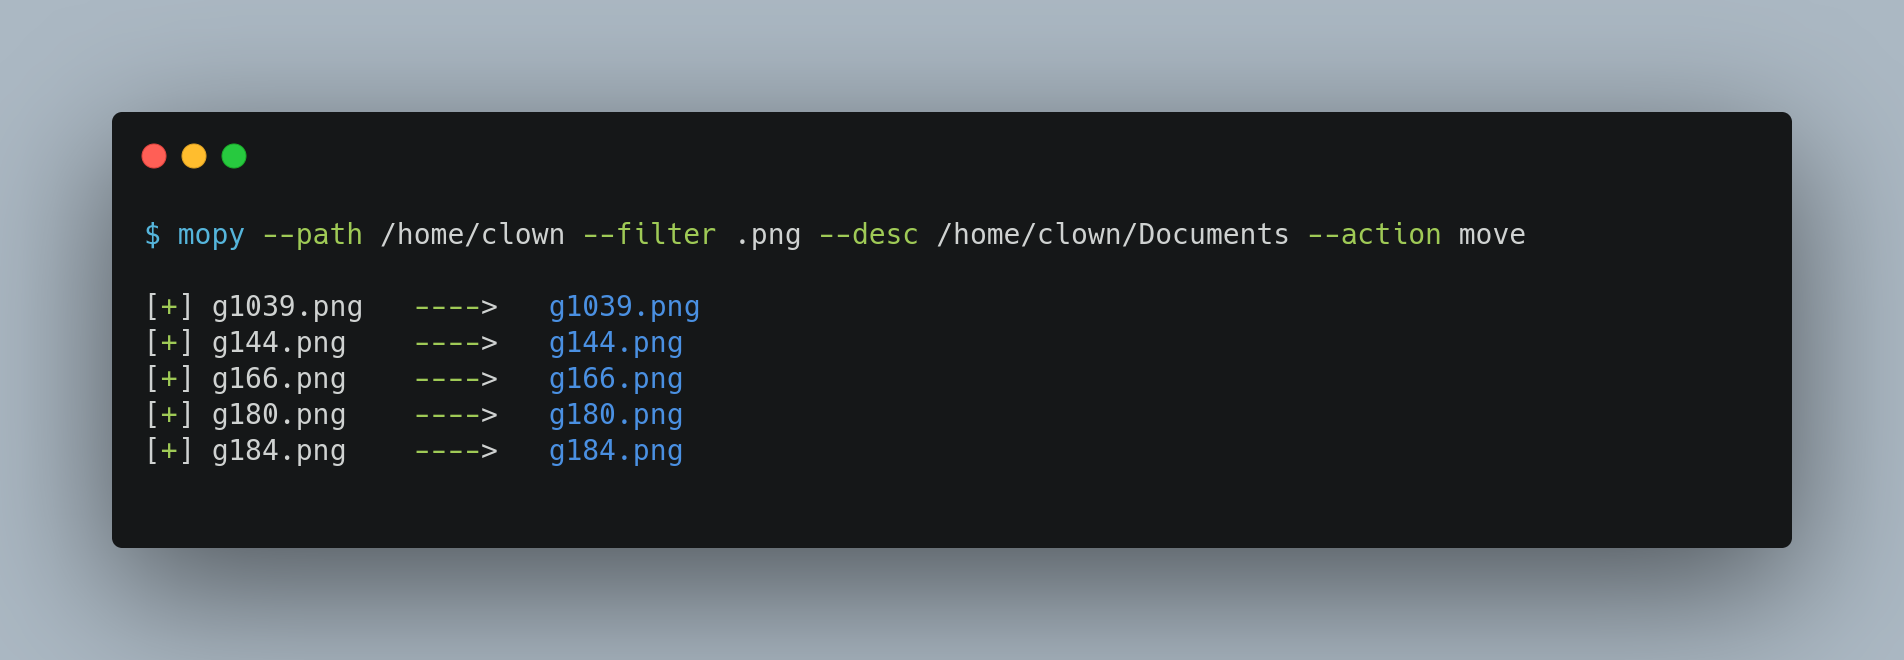 $ mopy --path /home/clown --filter .png --desc /home/clown/Documents --action move
[+] g1039.png ----> g1039.png
[+] g144.png ----> g144.png
[+] g166.png ----> g166.png
[+] g180.png ----> g180.png
[+] g184.png ----> g184.png